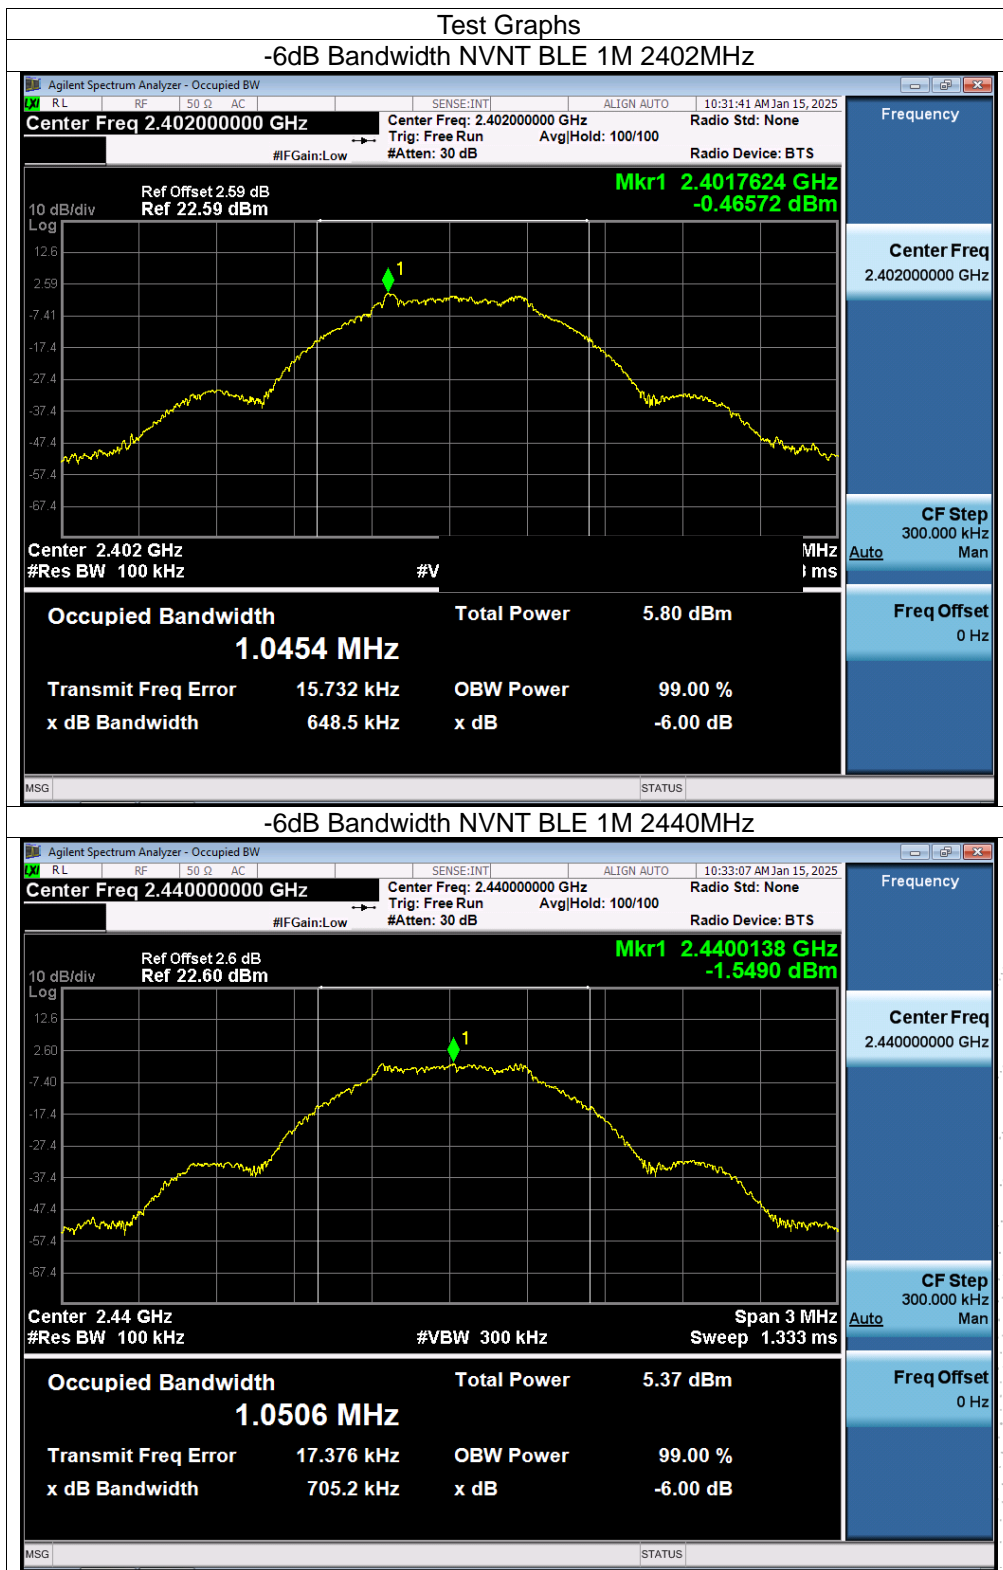 Test Graphs
-6dB Bandwidth NVNT BLE 1M 2402MHz
Agilent Spectrum Analyzer - Occupied BW
LXI RL RF 50 Ω AC SENSE:INT ALIGN AUTO 10:31:41 AM Jan 15, 2025
Center Freq 2.402000000 GHz Center Freq: 2.402000000 GHz Radio Std: None Frequency
Trig: Free Run Avg|Hold: 100/100
#IFGain:Low #Atten: 30 dB Radio Device: BTS
Mkr1 2.4017624 GHz
Ref Offset 2.59 dB -0.46572 dBm
10 dB/div Ref 22.59 dBm
Log
12.6
2.59
-7.41
-17.4
-27.4
-37.4
-47.4
-57.4
-67.4
1
Center Freq
2.402000000 GHz
CF Step
300.000 kHz
Auto Man
Freq Offset
0 Hz
Center 2.402 GHz MHz
#Res BW 100 kHz #V ms
Occupied Bandwidth Total Power 5.80 dBm
1.0454 MHz
Transmit Freq Error 15.732 kHz OBW Power 99.00 %
x dB Bandwidth 648.5 kHz x dB -6.00 dB
MSG STATUS
-6dB Bandwidth NVNT BLE 1M 2440MHz
Agilent Spectrum Analyzer - Occupied BW
LXI RL RF 50 Ω AC SENSE:INT ALIGN AUTO 10:33:07 AM Jan 15, 2025
Center Freq 2.440000000 GHz Center Freq: 2.440000000 GHz Radio Std: None Frequency
Trig: Free Run Avg|Hold: 100/100
#IFGain:Low #Atten: 30 dB Radio Device: BTS
Mkr1 2.4400138 GHz
Ref Offset 2.6 dB -1.5490 dBm
10 dB/div Ref 22.60 dBm
Log
12.6
2.60
-7.40
-17.4
-27.4
-37.4
-47.4
-57.4
-67.4
1
Center Freq
2.440000000 GHz
CF Step
300.000 kHz
Auto Man
Freq Offset
0 Hz
Center 2.44 GHz Span 3 MHz
#Res BW 100 kHz #VBW 300 kHz Sweep 1.333 ms
Occupied Bandwidth Total Power 5.37 dBm
1.0506 MHz
Transmit Freq Error 17.376 kHz OBW Power 99.00 %
x dB Bandwidth 705.2 kHz x dB -6.00 dB
MSG STATUS